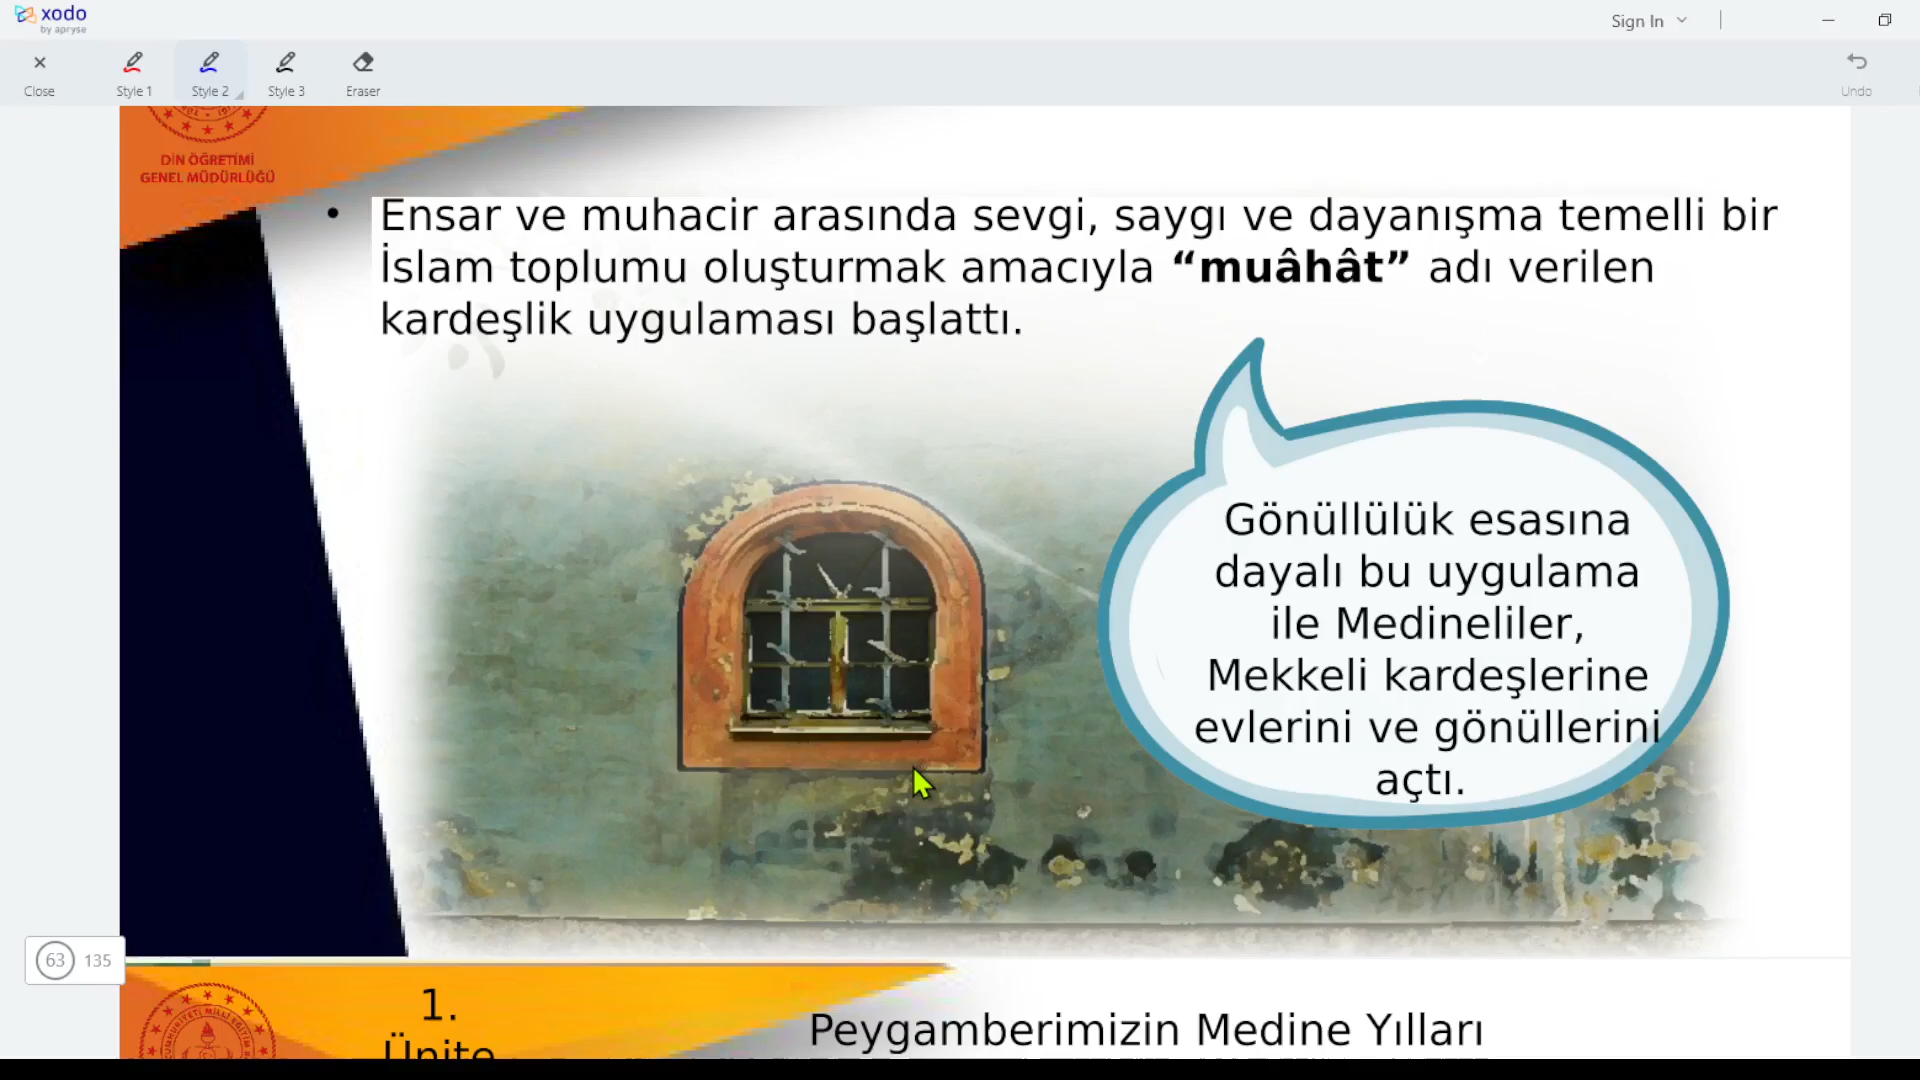 xodo
by apryse
Sign In
Close
Style 1
Style 2
Style 3
Eraser
Undo
DİN ÖĞRETİMİ
GENEL MÜDÜRLÜĞÜ
• Ensar ve muhacir arasında sevgi, saygı ve dayanışma temelli bir
İslam toplumu oluşturmak amacıyla “muâhât” adı verilen
kardeşlik uygulaması başlattı.
Gönüllülük esasına
dayalı bu uygulama
ile Medineliler,
Mekkeli kardeşlerine
evlerini ve gönüllerini
açtı.
63 135
1.
Ünite
Peygamberimizin Medine Yılları